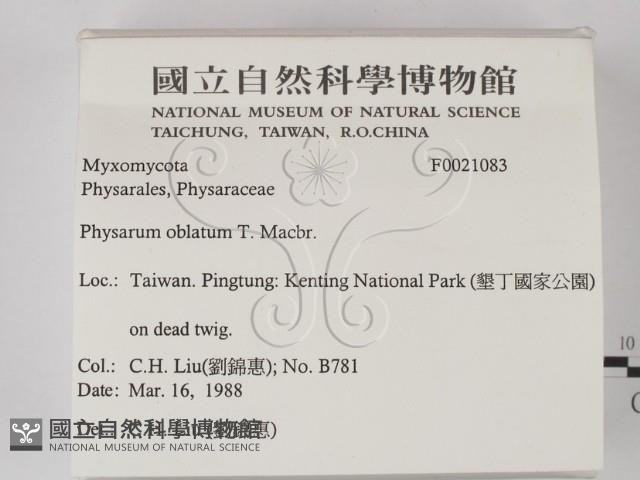 國立自然科學博物館
NATIONAL MUSEUM OF NATURAL SCIENCE
TAICHUNG, TAIWAN, R.O.CHINA
Myxomycota F0021083
Physarales, Physaraceae
Physarum oblatum T. Macbr.
Loc.: Taiwan. Pingtung: Kenting National Park (墾丁國家公園)
on dead twig.
Col.: C.H. Liu(劉錦惠); No. B781
Date: Mar. 16, 1988
國立自然科學博物館
NATIONAL MUSEUM OF NATURAL SCIENCE
10